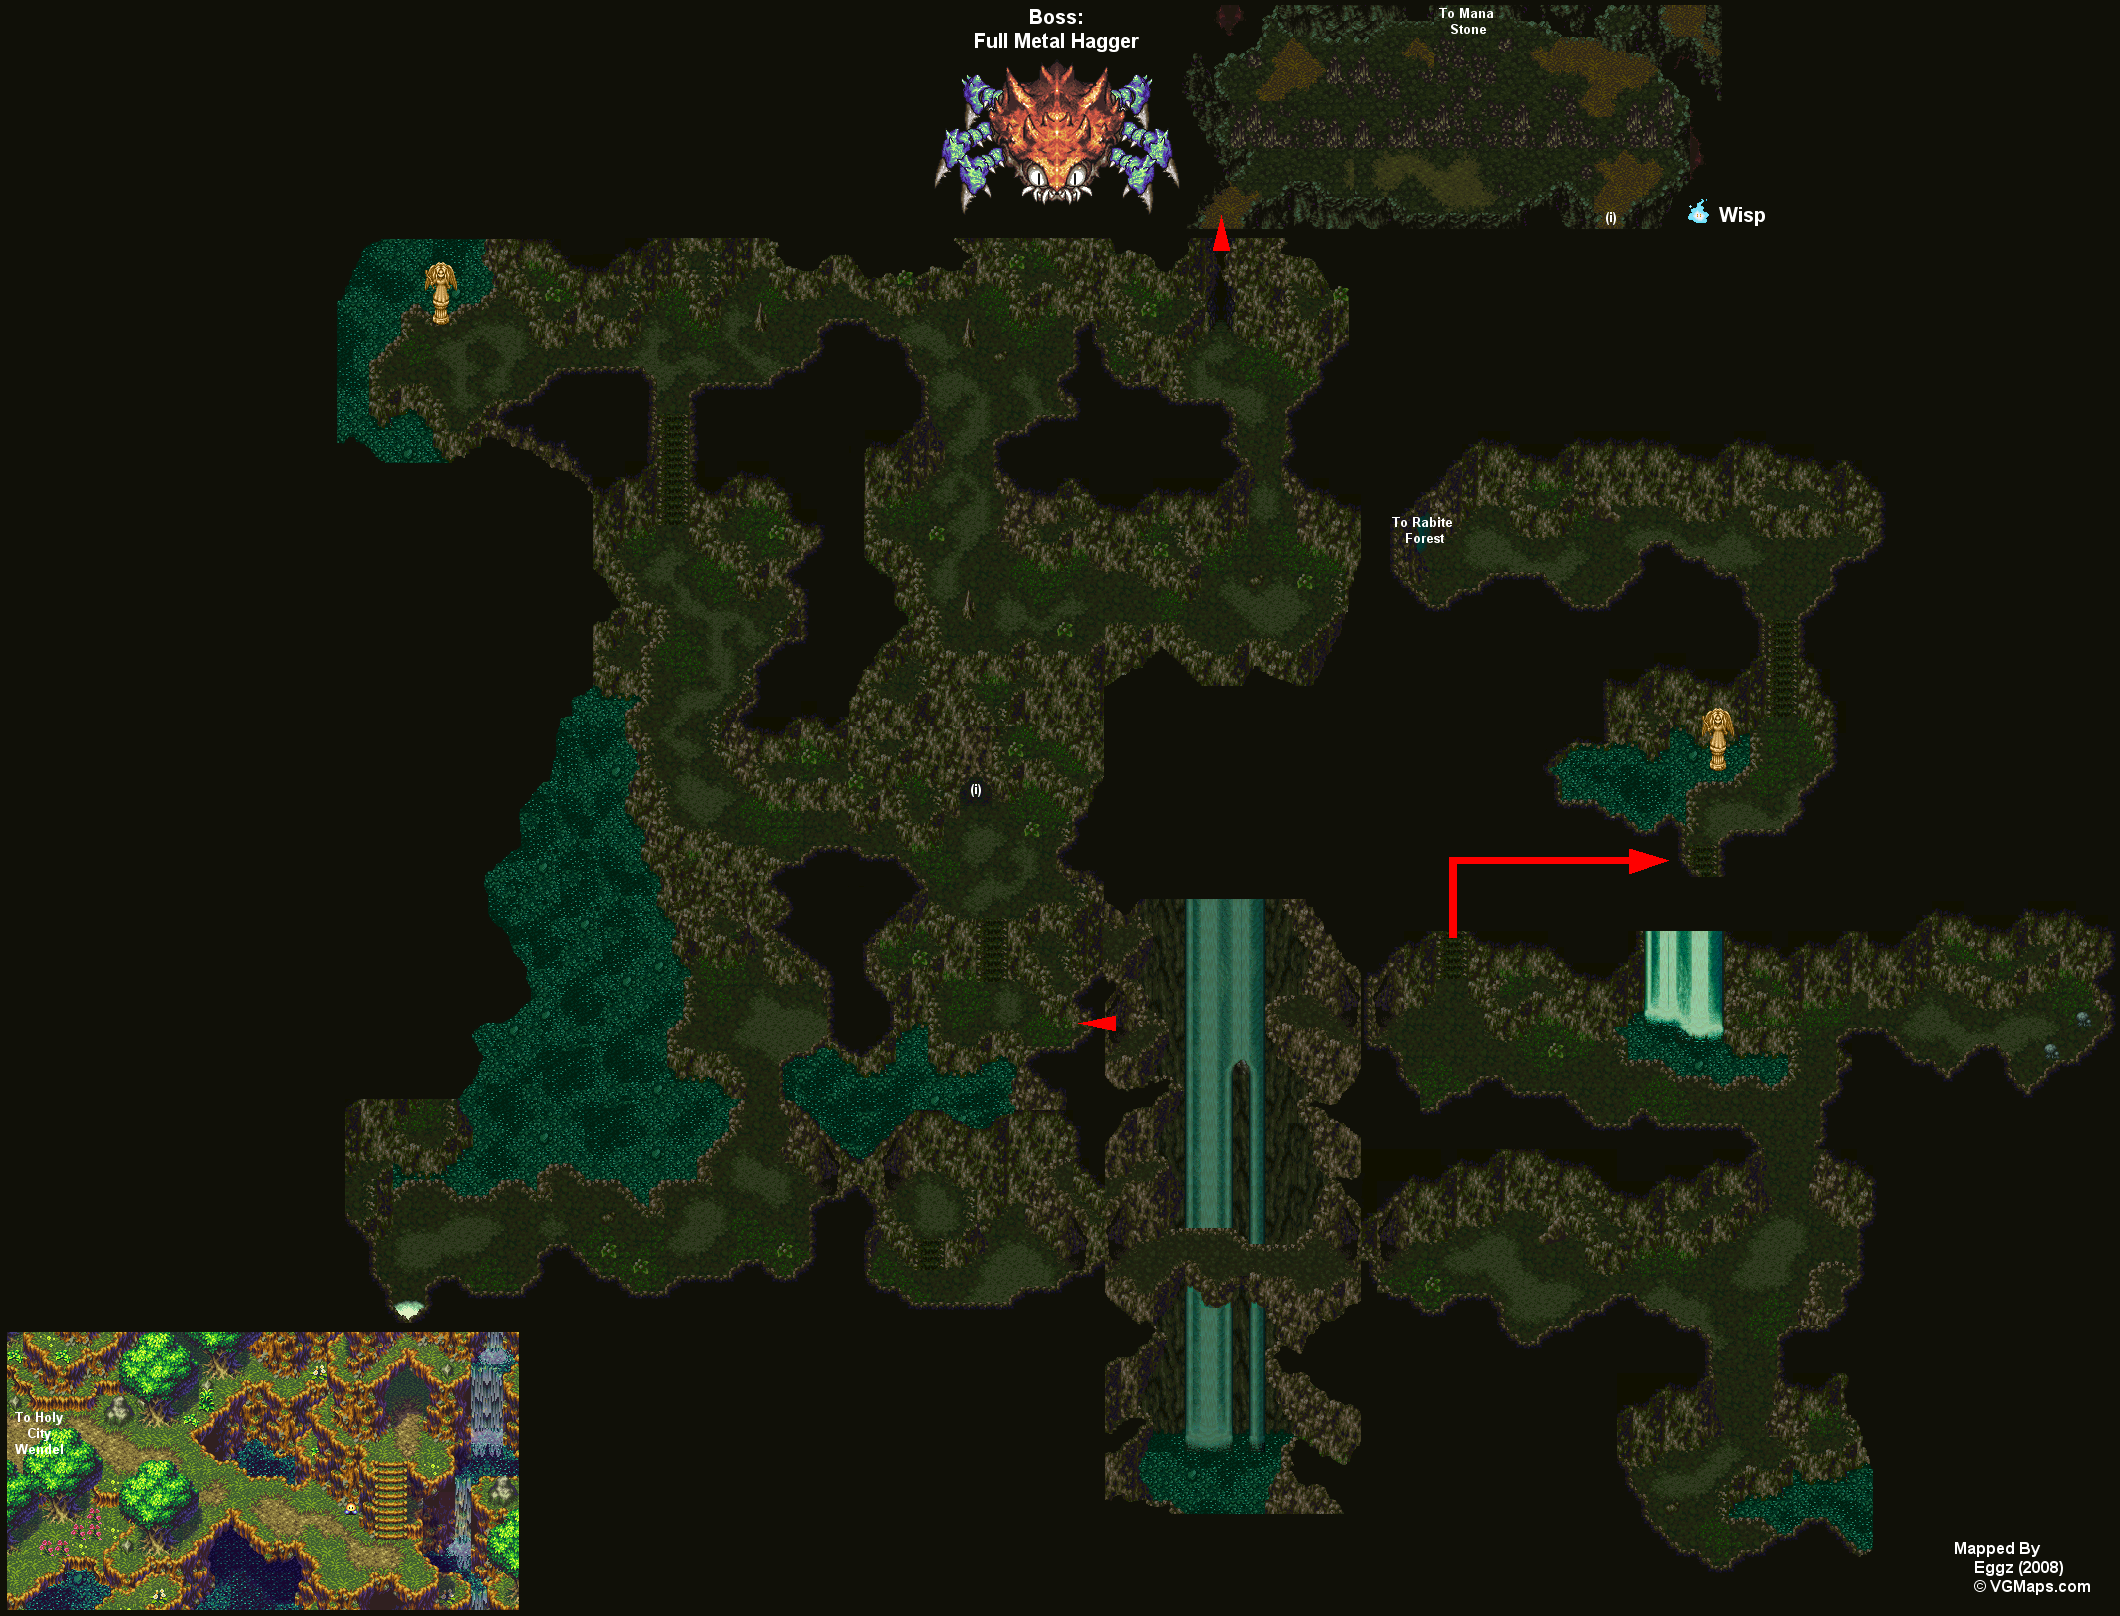 Boss:
Full Metal Hagger
To Mana
Stone
(i)
Wisp
To Rabite
Forest
(i)
To Holy
City
Wendel
Mapped By
Eggz (2008)
© VGMaps.com